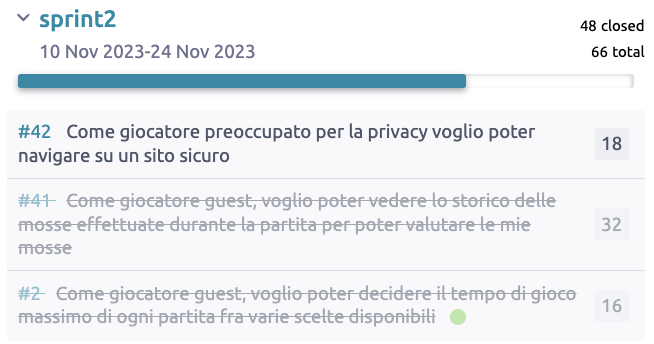 sprint2
48 closed
10 Nov 2023-24 Nov 2023
66 total
#42 Come giocatore preoccupato per la privacy voglio poter
navigare su un sito sicuro
18
#41 Come giocatore guest, voglio poter vedere lo storico delle
mosse effettuate durante la partita per poter valutare le mie
mosse
32
#2 Come giocatore guest, voglio poter decidere il tempo di gioco
massimo di ogni partita fra varie scelte disponibili
16